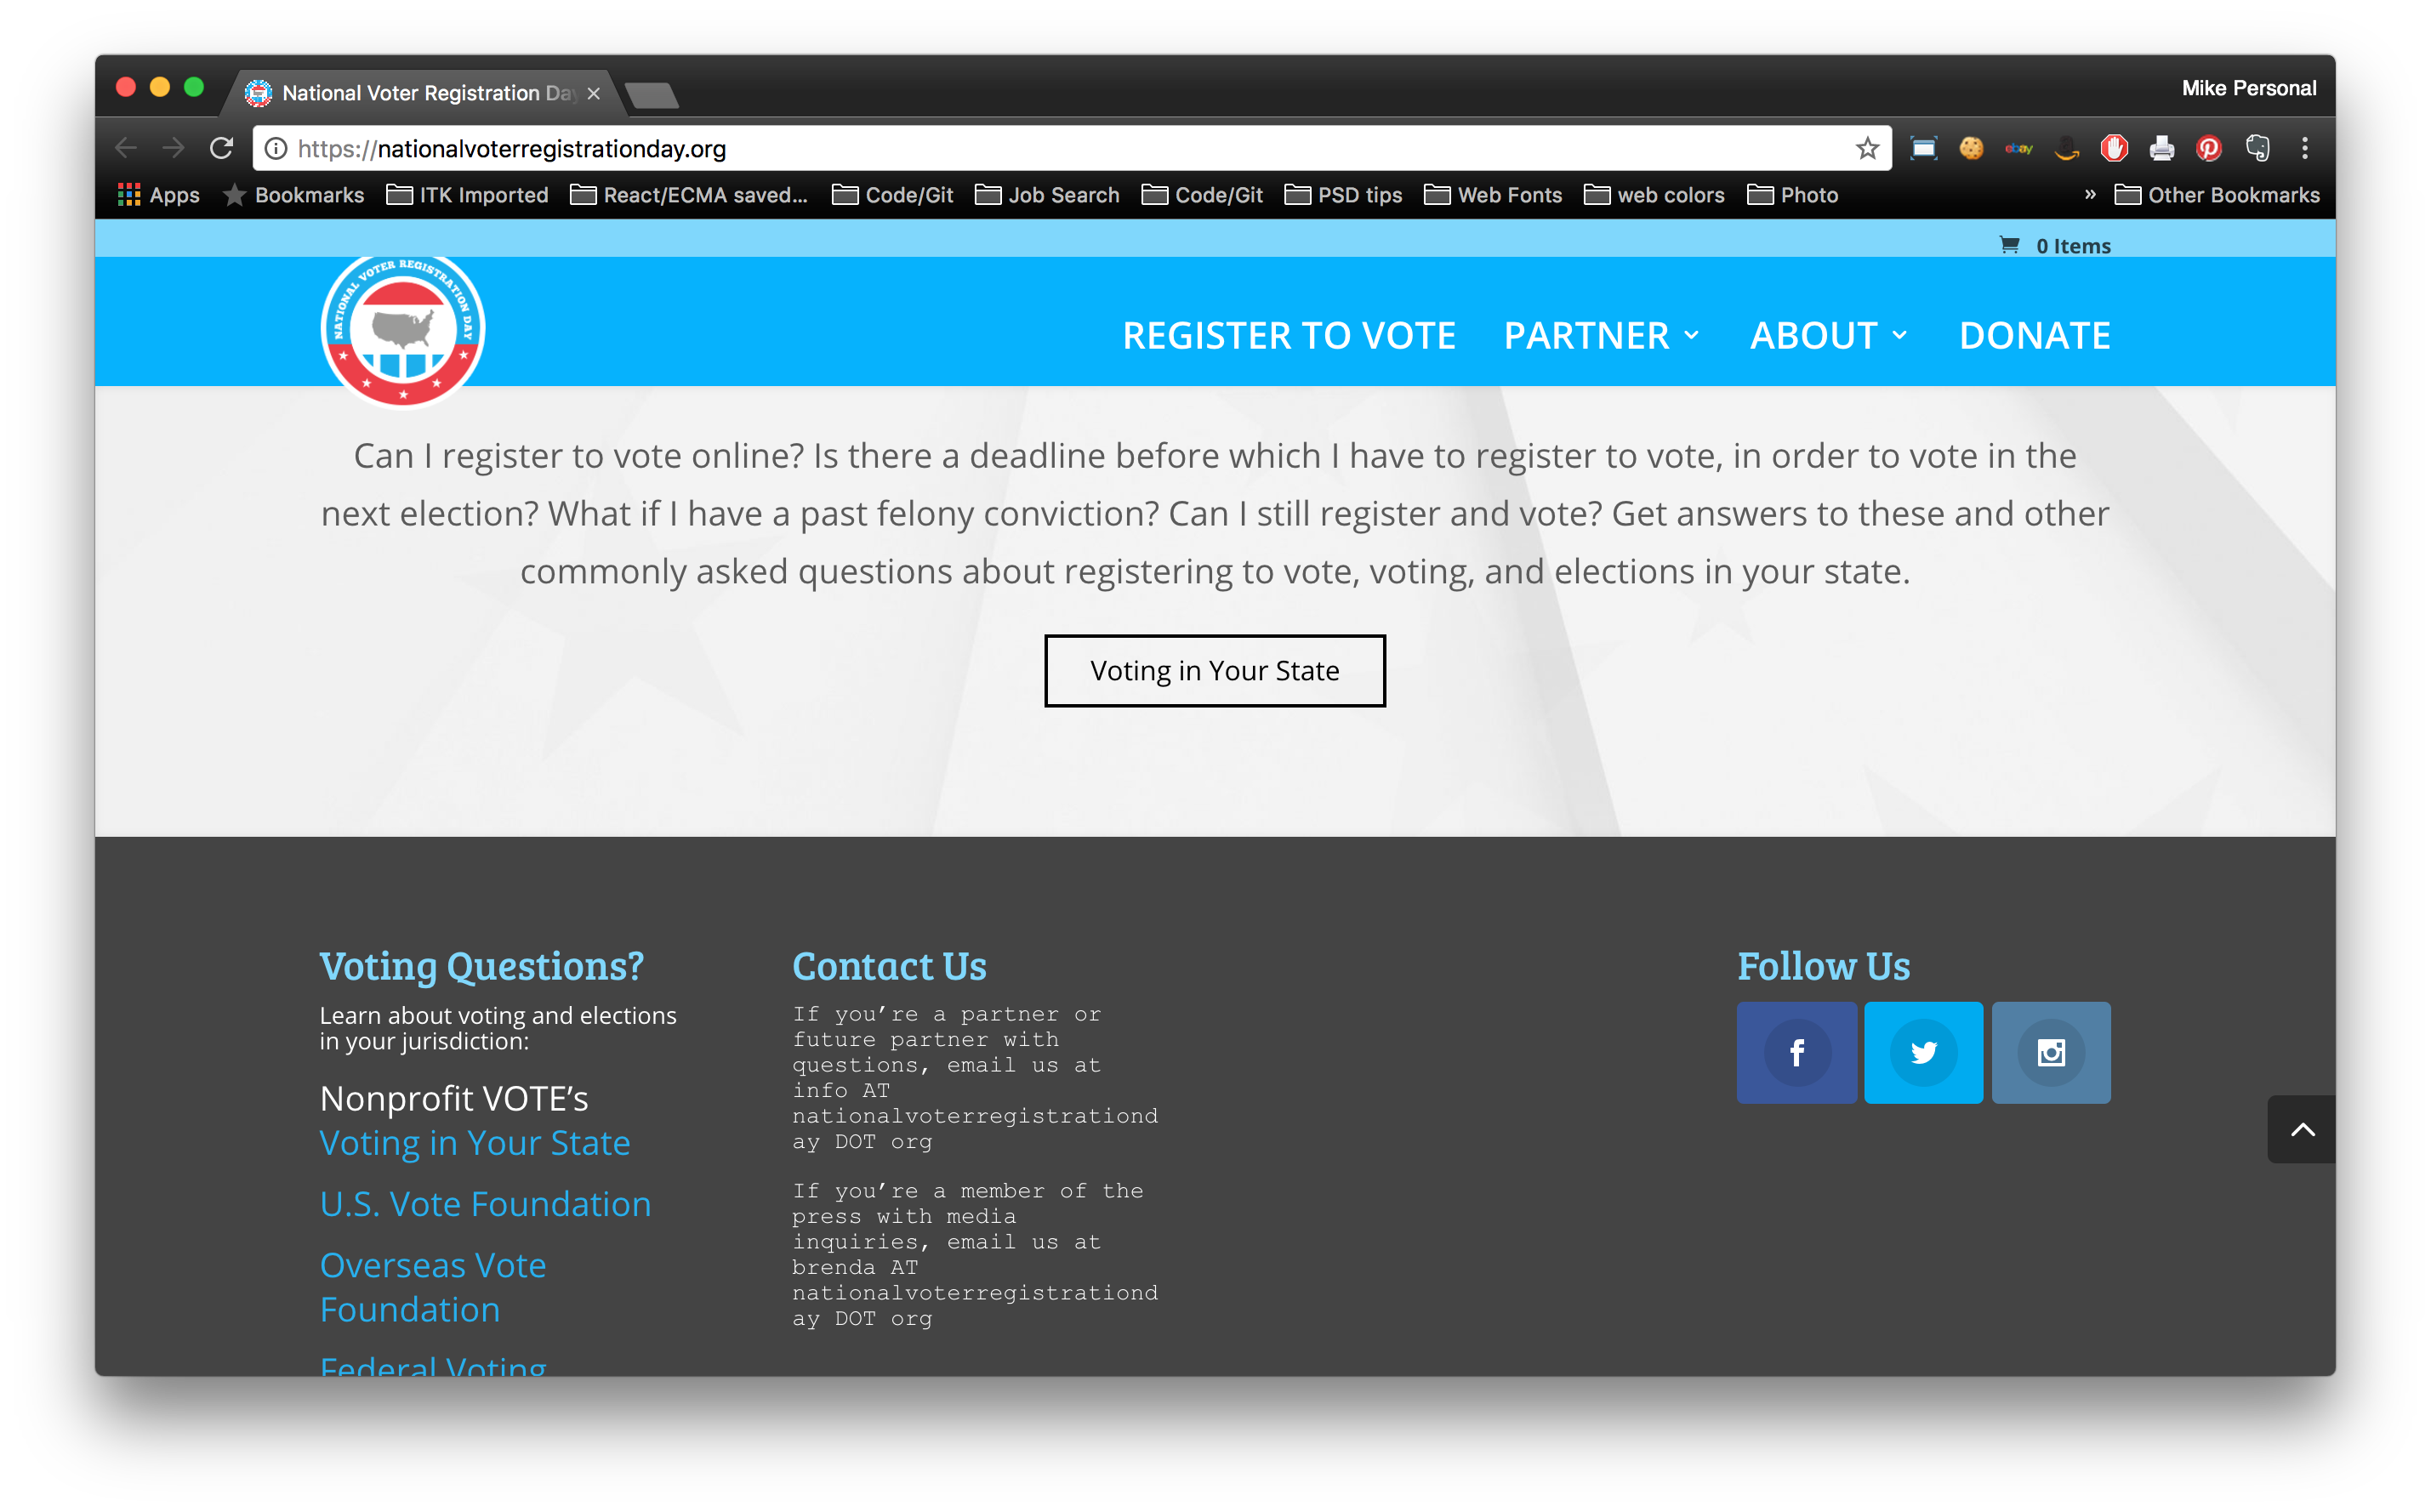 National Voter Registration Day
Mike Personal
https://nationalvoterregistrationday.org
ebay
Apps Bookmarks ITK Imported React/ECMA saved... Code/Git Job Search Code/Git PSD tips Web Fonts web colors Photo » Other Bookmarks
0 Items
NATIONAL VOTER REGISTRATION DAY
REGISTER TO VOTE PARTNER ABOUT DONATE
Can I register to vote online? Is there a deadline before which I have to register to vote, in order to vote in the
next election? What if I have a past felony conviction? Can I still register and vote? Get answers to these and other
commonly asked questions about registering to vote, voting, and elections in your state.
Voting in Your State
Voting Questions?
Learn about voting and elections
in your jurisdiction:
Nonprofit VOTE’s
Voting in Your State
U.S. Vote Foundation
Overseas Vote
Foundation
Federal Voting
Contact Us
If you’re a partner or
future partner with
questions, email us at
info AT
nationalvoterregistrationd
ay DOT org
If you’re a member of the
press with media
inquiries, email us at
brenda AT
nationalvoterregistrationd
ay DOT org
Follow Us